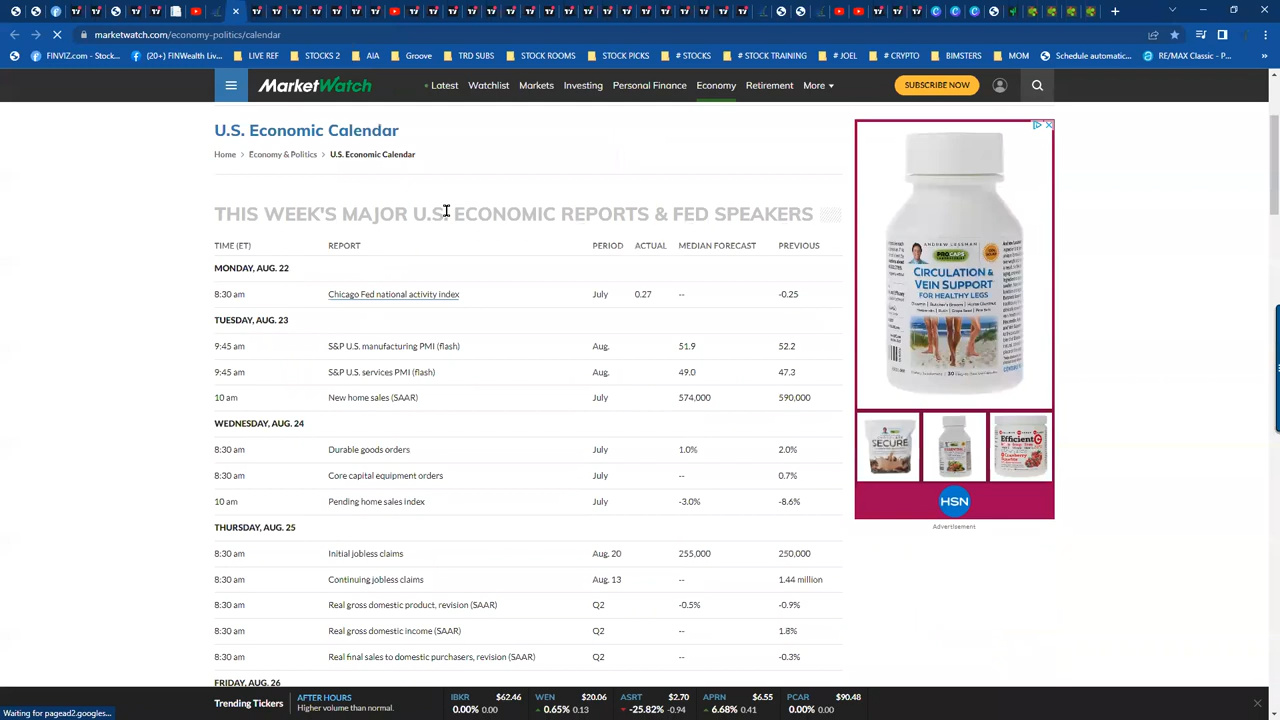 marketwatch.com/economy-politics/calendar
FINVIZ.com - Stock... (20+) FINWealth Liv... LIVE REF STOCKS 2 AIA Groove TRD SUBS STOCK ROOMS STOCK PICKS # STOCKS # STOCK TRAINING # JOEL # CRYPTO BIMSTERS MOM Schedule automatic... RE/MAX Classic - P... »
MarketWatch Latest Watchlist Markets Investing Personal Finance Economy Retirement More SUBSCRIBE NOW
U.S. Economic Calendar
Home > Economy & Politics > U.S. Economic Calendar
THIS WEEK'S MAJOR U.S. ECONOMIC REPORTS & FED SPEAKERS
TIME (ET) REPORT PERIOD ACTUAL MEDIAN FORECAST PREVIOUS
MONDAY, AUG. 22
8:30 am Chicago Fed national activity index July 0.27 -- -0.25
TUESDAY, AUG. 23
9:45 am S&P U.S. manufacturing PMI (flash) Aug. 51.9 52.2
9:45 am S&P U.S. services PMI (flash) Aug. 49.0 47.3
10 am New home sales (SAAR) July 574,000 590,000
WEDNESDAY, AUG. 24
8:30 am Durable goods orders July 1.0% 2.0%
8:30 am Core capital equipment orders July -- 0.7%
10 am Pending home sales index July -3.0% -8.6%
THURSDAY, AUG. 25
8:30 am Initial jobless claims Aug. 20 255,000 250,000
8:30 am Continuing jobless claims Aug. 13 -- 1.44 million
8:30 am Real gross domestic product, revision (SAAR) Q2 -0.5% -0.9%
8:30 am Real gross domestic income (SAAR) Q2 -- 1.8%
8:30 am Real final sales to domestic purchasers, revision (SAAR) Q2 -- -0.3%
FRIDAY, AUG. 26
ANDREW LESSMAN
PROCAPS
LABORATORIES
CIRCULATION &
VEIN SUPPORT
FOR HEALTHY LEGS
SECURE
EfficientC
HSN
Advertisement
Trending Tickers
AFTER HOURS
Higher volume than normal.
IBKR $62.46
0.00% 0.00
WEN $20.06
0.65% 0.13
ASRT $2.70
-25.82% -0.94
APRN $6.55
6.68% 0.41
PCAR $90.48
0.00% 0.00
Waiting for pagead2.googles...